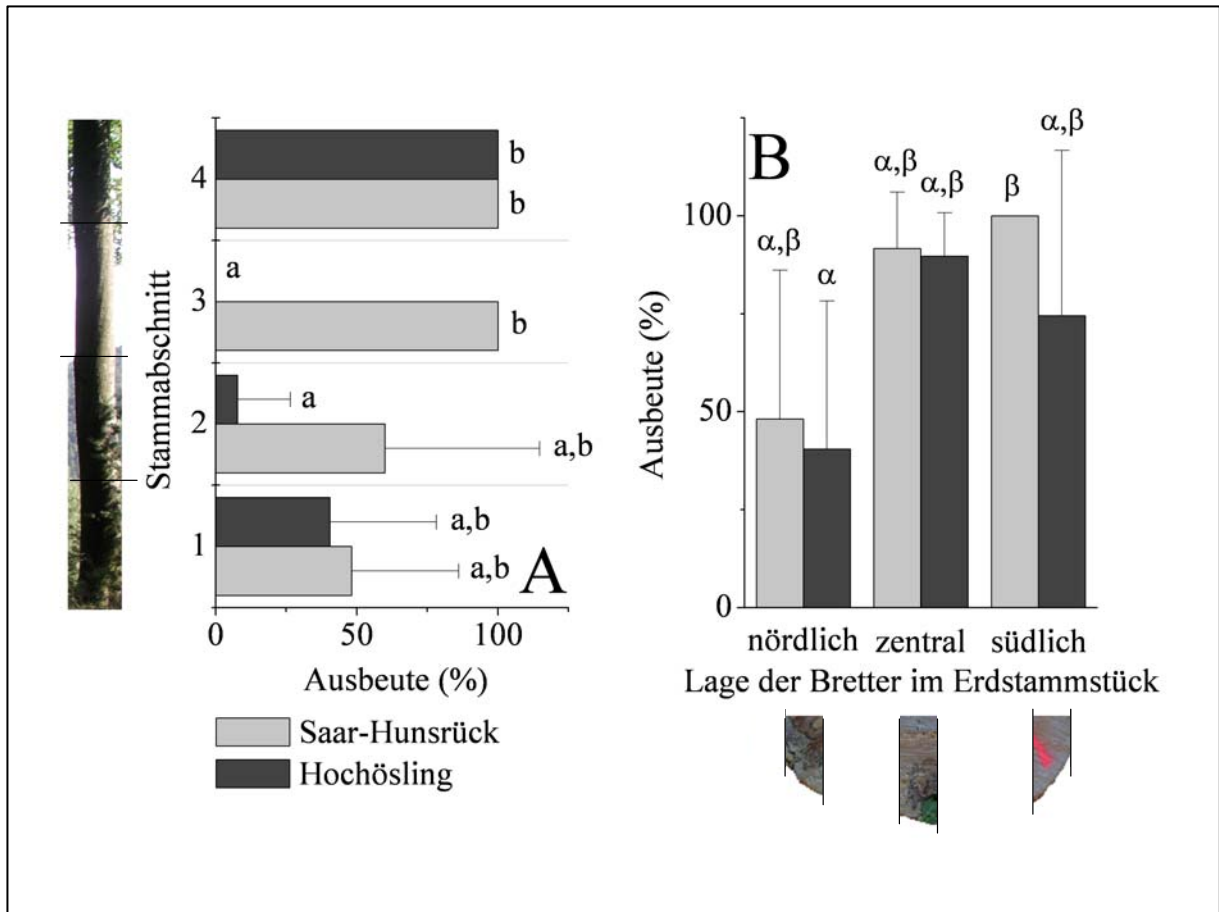 4
b
b
a
3
b
2
a
a,b
1
a,b
a,b
A
Stammabschnitt
0 50 100
Ausbeute (%)
Saar-Hunsrück
Hochösling
B
100
50
0
Ausbeute (%)
α,β
α
α,β
α,β
β
α,β
nördlich zentral südlich
Lage der Bretter im Erdstammstück